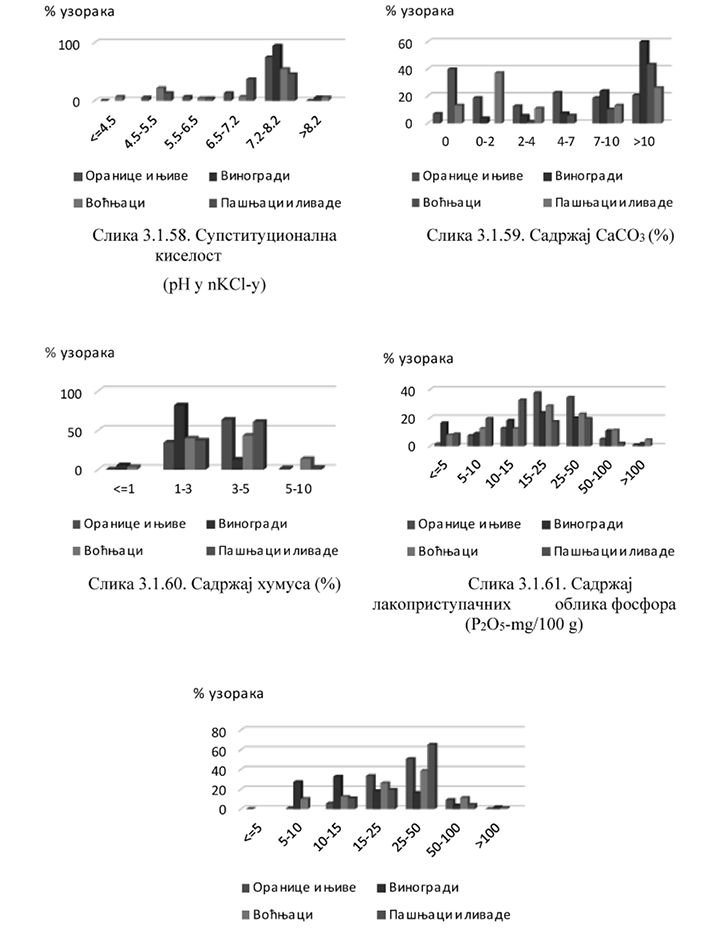 % узорака
100
0
<=4.5
4.5-5.5
5.5-6.5
6.5-7.2
7.2-8.2
>8.2
Оранице и њиве Виногради
Воћњаци Пашњаци и ливаде
Слика 3.1.58. Супституционална
киселост
(pH у nKCl-у)
% узорака
60
40
20
0
0 0-2 2-4 4-7 7-10 >10
Оранице и њиве Виногради
Воћњаци Пашњаци и ливаде
Слика 3.1.59. Садржај CaCO3 (%)
% узорака
100
50
0
<=1 1-3 3-5 5-10
Оранице и њиве Виногради
Воћњаци Пашњаци и ливаде
Слика 3.1.60. Садржај хумуса (%)
% узорака
40
20
0
<=5
5-10
10-15
15-25
25-50
50-100
>100
Оранице и њиве Виногради
Воћњаци Пашњаци и ливаде
Слика 3.1.61. Садржај
лакоприступачних облика фосфора
(P2O5-mg/100 g)
% узорака
80
60
40
20
0
<=5
5-10
10-15
15-25
25-50
50-100
>100
Оранице и њиве Виногради
Воћњаци Пашњаци и ливаде